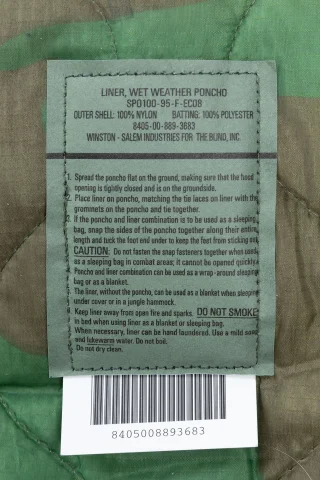 LINER, WET WEATHER PONCHO
SPO100-95-F-EC08
OUTER SHELL: 100% NYLON BATTING: 100% POLYESTER
8405-00-889-3683
WINSTON - SALEM INDUSTRIES FOR THE BLIND, INC.
1. Spread the poncho flat on the ground, making sure that the hood
opening is tightly closed and is on the groundside.
2. Place liner on poncho, matching the tie laces on liner with the
grommets on the poncho and tie together.
3. If the poncho and liner combination is to be used as a sleeping
bag, snap the sides of the poncho together along their entire
length and tuck the foot end under to keep the feet from sticking out.
CAUTION: Do not fasten the snap fasteners together when used
as a sleeping bag in combat areas; it cannot be opened quickly.
Poncho and liner combination can be used as a wrap-around sleeping
bag or as a blanket.
The liner, without the poncho, can be used as a blanket when sleeping
under cover or in a jungle hammock.
Keep liner away from open fire and sparks. DO NOT SMOKE
in bed when using liner as a blanket or sleeping bag.
When necessary, liner can be hand laundered. Use a mild soap
and lukewarm water. Do not boil.
Do not dry clean.
8405008893683